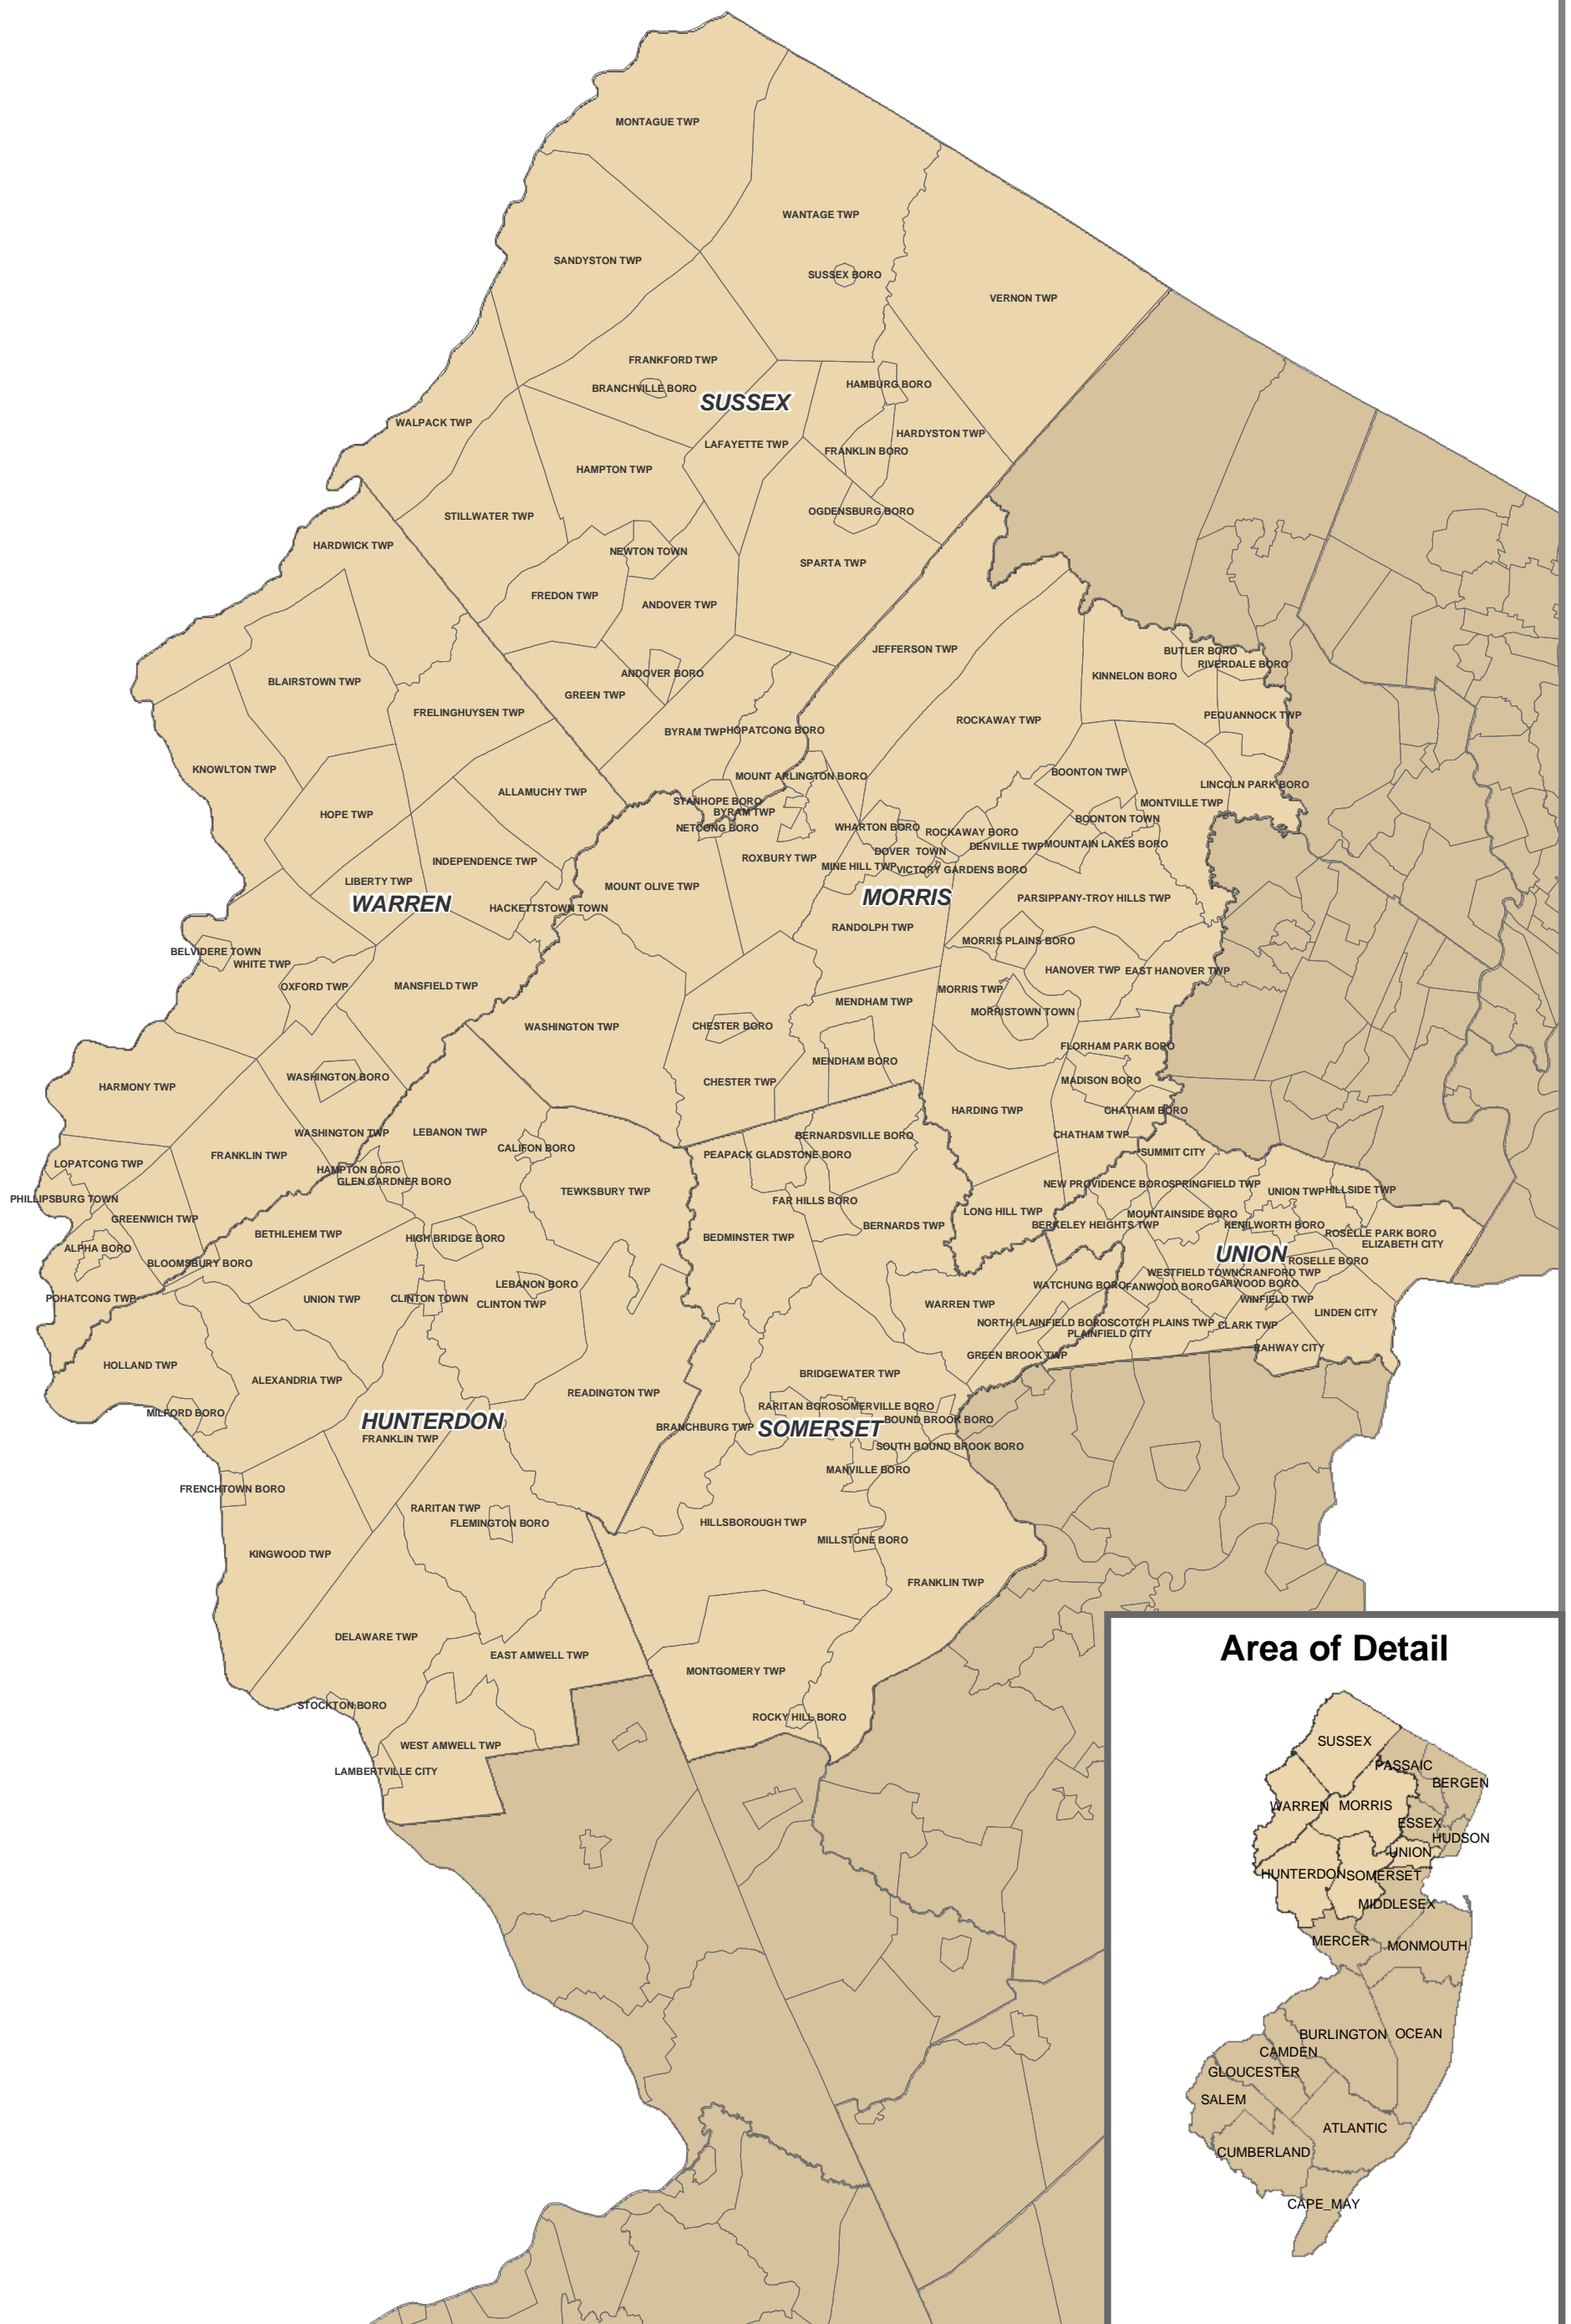 MONTAGUE TWP
WANTAGE TWP
SANDYSTON TWP
SUSSEX BORO
VERNON TWP
FRANKFORD TWP
BRANCHVILLE BORO
HAMBURG BORO
SUSSEX
WALPACK TWP
LAFAYETTE TWP
HARDYSTON TWP
FRANKLIN BORO
HAMPTON TWP
STILLWATER TWP
OGDENSBURG BORO
HARDWICK TWP
NEWTON TOWN
SPARTA TWP
FREDON TWP
ANDOVER TWP
JEFFERSON TWP
BUTLER BORO
RIVERDALE BORO
ANDOVER BORO
KINNELON BORO
BLAIRSTOWN TWP
GREEN TWP
FRELINGHUYSEN TWP
PEQUANNOCK TWP
ROCKAWAY TWP
BYRAM TWP
HOPATCONG BORO
KNOWLTON TWP
BOONTON TWP
MOUNT ARLINGTON BORO
LINCOLN PARK BORO
ALLAMUCHY TWP
STANHOPE BORO
MONTVILLE TWP
BYRAM TWP
HOPE TWP
BOONTON TOWN
NETCONG BORO
WHARTON BORO
ROCKAWAY BORO
DENVILLE TWP
MOUNTAIN LAKES BORO
DOVER TOWN
ROXBURY TWP
INDEPENDENCE TWP
MINE HILL TWP
VICTORY GARDENS BORO
LIBERTY TWP
MOUNT OLIVE TWP
MORRIS
PARSIPPANY-TROY HILLS TWP
WARREN
HACKETTSTOWN TOWN
RANDOLPH TWP
MORRIS PLAINS BORO
BELVIDERE TOWN
WHITE TWP
HANOVER TWP
EAST HANOVER TWP
OXFORD TWP
MANSFIELD TWP
MORRIS TWP
MENDHAM TWP
MORRISTOWN TOWN
WASHINGTON TWP
CHESTER BORO
FLORHAM PARK BORO
MENDHAM BORO
WASHINGTON BORO
CHESTER TWP
MADISON BORO
HARMONY TWP
HARDING TWP
CHATHAM BORO
WASHINGTON TWP
LEBANON TWP
BERNARDSVILLE BORO
CHATHAM TWP
CALIFON BORO
SUMMIT CITY
FRANKLIN TWP
PEAPACK GLADSTONE BORO
LOPATCONG TWP
HAMPTON BORO
GLEN GARDNER BORO
NEW PROVIDENCE BORO
SPRINGFIELD TWP
TEWKSBURY TWP
UNION TWP
HILLSIDE TWP
PHILLIPSBURG TOWN
FAR HILLS BORO
LONG HILL TWP
MOUNTAINSIDE BORO
GREENWICH TWP
BERNARDS TWP
BERKELEY HEIGHTS TWP
KENILWORTH BORO
BETHLEHEM TWP
ROSELLE PARK BORO
HIGH BRIDGE BORO
BEDMINSTER TWP
ELIZABETH CITY
ALPHA BORO
UNION
ROSELLE BORO
BLOOMSBURY BORO
WESTFIELD TOWN
CRANFORD TWP
LEBANON BORO
WATCHUNG BORO
FANWOOD BORO
GARWOOD BORO
POHATCONG TWP
UNION TWP
CLINTON TOWN
CLINTON TWP
WARREN TWP
WINFIELD TWP
LINDEN CITY
NORTH PLAINFIELD BORO
SCOTCH PLAINS TWP
CLARK TWP
PLAINFIELD CITY
RAHWAY CITY
GREEN BROOK TWP
HOLLAND TWP
BRIDGEWATER TWP
ALEXANDRIA TWP
READINGTON TWP
RARITAN BORO
SOMERVILLE BORO
MILFORD BORO
HUNTERDON
BOUND BROOK BORO
BRANCHBURG TWP
SOMERSET
FRANKLIN TWP
SOUTH BOUND BROOK BORO
MANVILLE BORO
FRENCHTOWN BORO
RARITAN TWP
FLEMINGTON BORO
HILLSBOROUGH TWP
MILLSTONE BORO
KINGWOOD TWP
FRANKLIN TWP
DELAWARE TWP
EAST AMWELL TWP
MONTGOMERY TWP
STOCKTON BORO
ROCKY HILL BORO
WEST AMWELL TWP
LAMBERTVILLE CITY
Area of Detail
SUSSEX
PASSAIC
BERGEN
WARREN
MORRIS
ESSEX
HUDSON
UNION
HUNTERDON
SOMERSET
MIDDLESEX
MERCER
MONMOUTH
BURLINGTON
OCEAN
CAMDEN
GLOUCESTER
SALEM
ATLANTIC
CUMBERLAND
CAPE_MAY